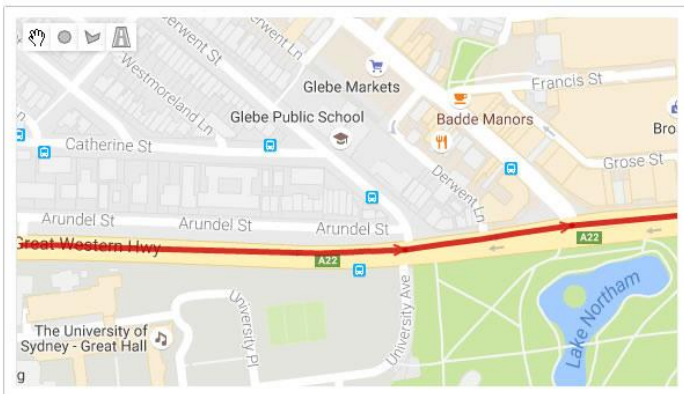 Derwent St
Derwent Ln
Westmoreland Ln
Glebe Markets
Francis St
Glebe Public School
Badde Manors
Bro
Catherine St
Grose St
Derwent Ln
Arundel St
Arundel St
Arundel St
Great Western Hwy
A22
A22
University Ave
University Pl
Lake Northam
The University of
Sydney - Great Hall
g